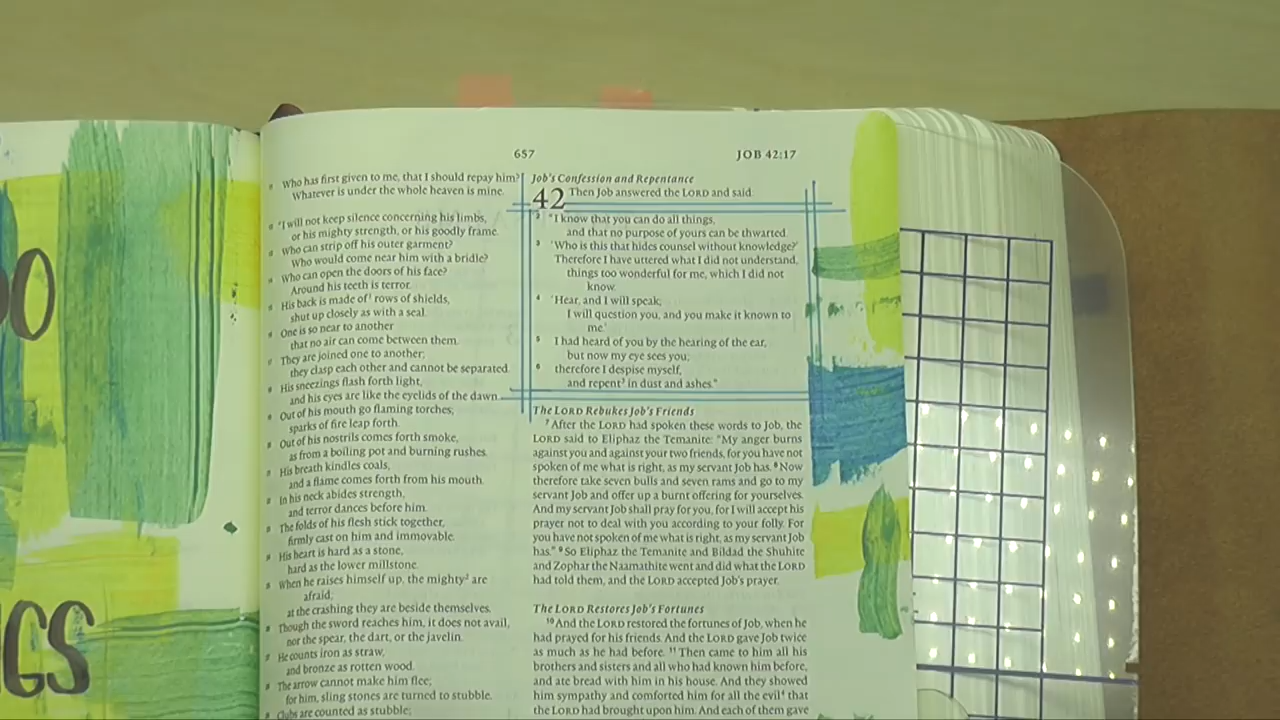 657
JOB 42:17
Who has first given to me, that I should repay him?
Whatever is under the whole heaven is mine.
"I will not keep silence concerning his limbs,
or his mighty strength, or his goodly frame.
Who can strip off his outer garment?
Who would come near him with a bridle?
Who can open the doors of his face?
Around his teeth is terror.
His back is made of rows of shields,
shut up closely as with a seal.
One is so near to another
that no air can come between them.
They are joined one to another;
they clasp each other and cannot be separated.
His sneezings flash forth light,
and his eyes are like the eyelids of the dawn.
Out of his mouth go flaming torches;
sparks of fire leap forth.
Out of his nostrils comes forth smoke,
as from a boiling pot and burning rushes.
His breath kindles coals,
and a flame comes forth from his mouth.
In his neck abides strength,
and terror dances before him.
The folds of his flesh stick together,
firmly cast on him and immovable.
His heart is hard as a stone,
hard as the lower millstone.
When he raises himself up, the mighty² are
afraid;
at the crashing they are beside themselves.
Though the sword reaches him, it does not avail,
nor the spear, the dart, or the javelin.
He counts iron as straw,
and bronze as rotten wood.
The arrow cannot make him flee;
for him, sling stones are turned to stubble.
Clubs are counted as stubble;
Job's Confession and Repentance
42 Then Job answered the LORD and said:
2 "I know that you can do all things,
and that no purpose of yours can be thwarted.
3 'Who is this that hides counsel without knowledge?'
Therefore I have uttered what I did not understand,
things too wonderful for me, which I did not
know.
4 'Hear, and I will speak;
I will question you, and you make it known to
me.'
5 I had heard of you by the hearing of the ear,
but now my eye sees you;
6 therefore I despise myself,
and repent³ in dust and ashes."
The LORD Rebukes Job's Friends
7 After the LORD had spoken these words to Job, the
LORD said to Eliphaz the Temanite: "My anger burns
against you and against your two friends, for you have not
spoken of me what is right, as my servant Job has. 8 Now
therefore take seven bulls and seven rams and go to my
servant Job and offer up a burnt offering for yourselves.
And my servant Job shall pray for you, for I will accept his
prayer not to deal with you according to your folly. For
you have not spoken of me what is right, as my servant Job
has." 9 So Eliphaz the Temanite and Bildad the Shuhite
and Zophar the Naamathite went and did what the LORD
had told them, and the LORD accepted Job's prayer.
The LORD Restores Job's Fortunes
10 And the LORD restored the fortunes of Job, when he
had prayed for his friends. And the LORD gave Job twice
as much as he had before. 11 Then came to him all his
brothers and sisters and all who had known him before,
and ate bread with him in his house. And they showed
him sympathy and comforted him for all the evil⁴ that
the LORD had brought upon him. And each of them gave